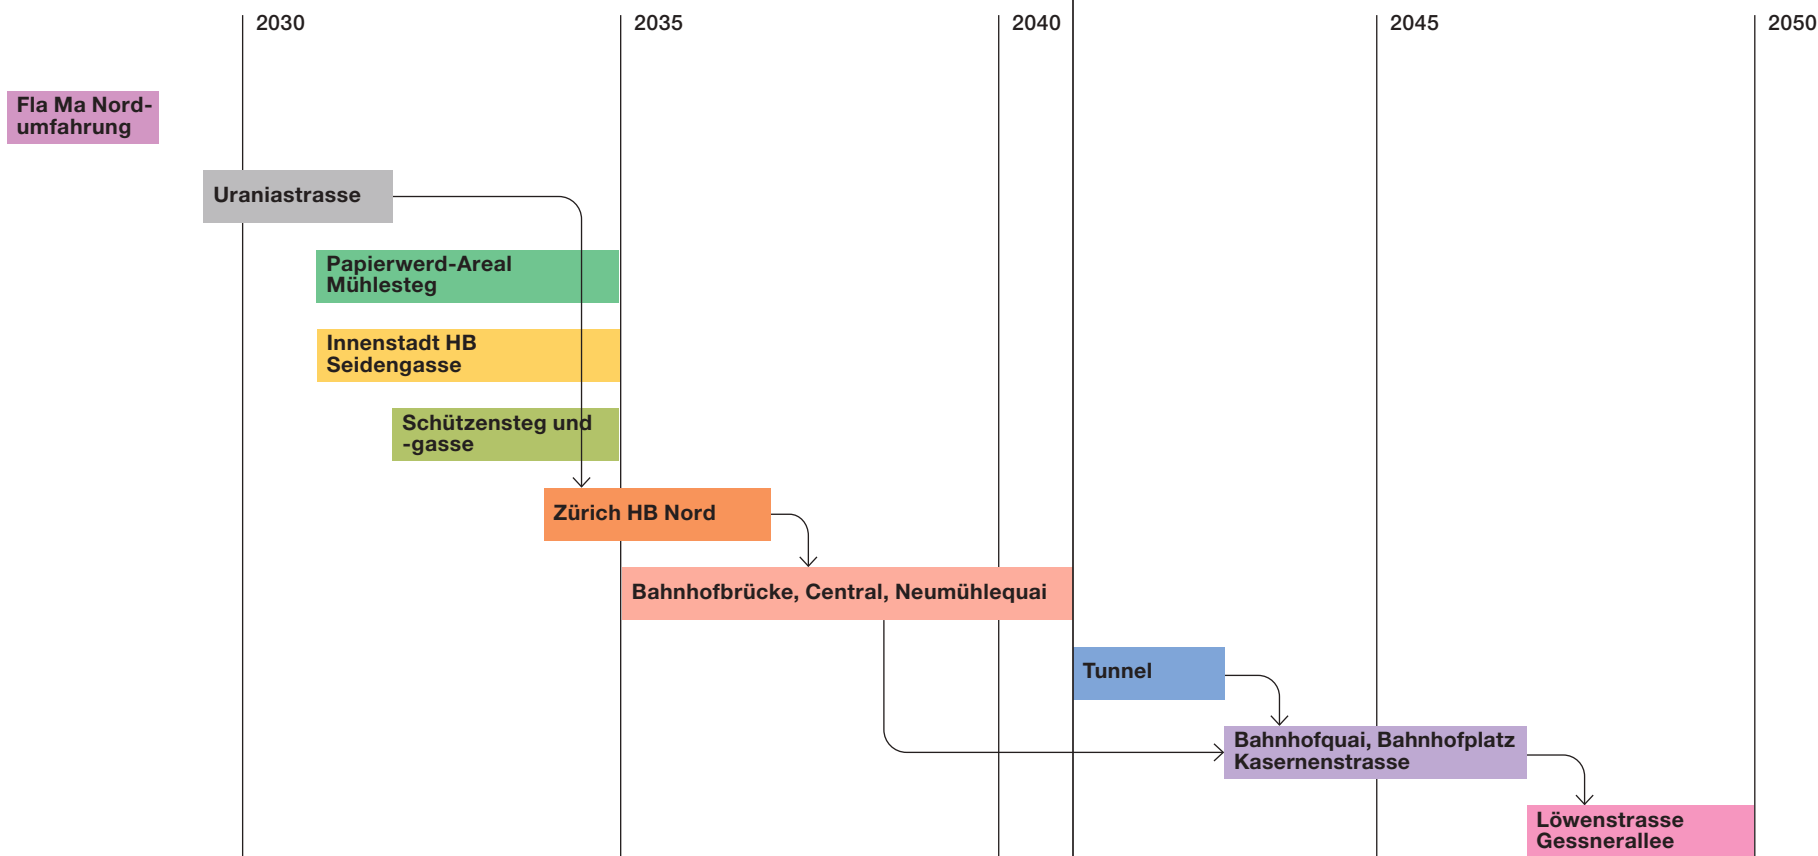 2030
2035
2040
2045
2050
Fla Ma Nord-
umfahrung
Uraniastrasse
Papierwerd-Areal
Mühlesteg
Innenstadt HB
Seidengasse
Schützensteg und
-gasse
Zürich HB Nord
Bahnhofbrücke, Central, Neumühlequai
Tunnel
Bahnhofquai, Bahnhofplatz
Kasernenstrasse
Löwenstrasse
Gessnerallee